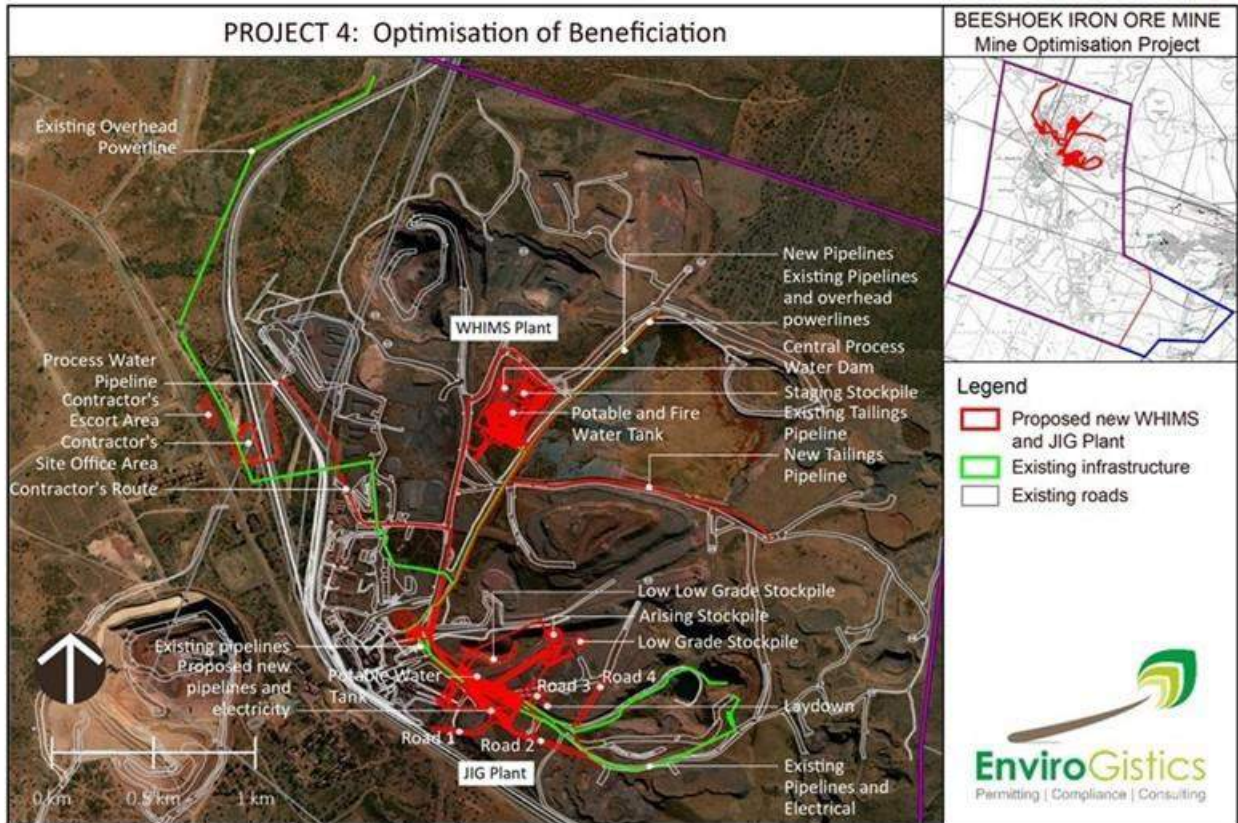 PROJECT 4: Optimisation of Beneficiation
BEESHOEK IRON ORE MINE
Mine Optimisation Project
Existing Overhead
Powerline
New Pipelines
Existing Pipelines
and overhead
powerlines
WHIMS Plant
Central Process
Water Dam
Staging Stockpile
Potable and Fire
Water Tank
Existing Tailings
Pipeline
New Tailings
Pipeline
Process Water
Pipeline
Contractor's
Escort Area
Contractor's
Site Office Area
Contractor's Route
Low Low Grade Stockpile
Arising Stockpile
Low Grade Stockpile
Existing pipelines
Proposed new
pipelines and
electricity
Potable Water
Tank
Road 3
Road 4
Laydown
Road 1
Road 2
JIG Plant
Existing
Pipelines and
Electrical
0 km
0.5 km
1 km
Legend
Proposed new WHIMS
and JIG Plant
Existing infrastructure
Existing roads
EnviroGistics
Permitting | Compliance | Consulting